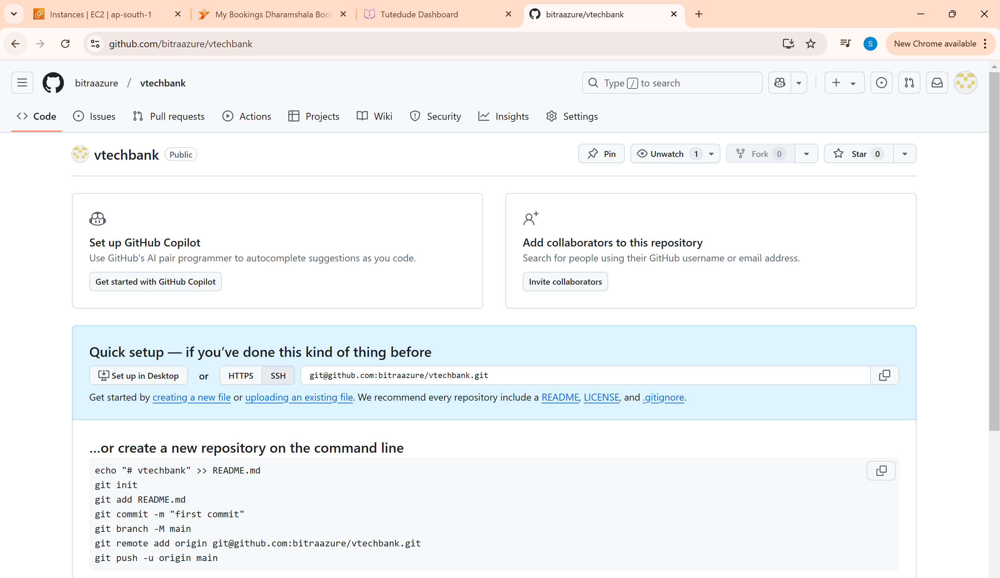 Instances | EC2 | ap-south-1
My Bookings Dharamshala Boo
Tutedude Dashboard
bitraazure/vtechbank
github.com/bitraazure/vtechbank
S
New Chrome available
bitraazure / vtechbank
Type / to search
Code
Issues
Pull requests
Actions
Projects
Wiki
Security
Insights
Settings
vtechbank Public
Pin
Unwatch 1
Fork 0
Star 0
Set up GitHub Copilot
Use GitHub's AI pair programmer to autocomplete suggestions as you code.
Get started with GitHub Copilot
Add collaborators to this repository
Search for people using their GitHub username or email address.
Invite collaborators
Quick setup — if you’ve done this kind of thing before
Set up in Desktop or HTTPS SSH git@github.com:bitraazure/vtechbank.git
Get started by creating a new file or uploading an existing file. We recommend every repository include a README, LICENSE, and .gitignore.
…or create a new repository on the command line
echo "# vtechbank" >> README.md
git init
git add README.md
git commit -m "first commit"
git branch -M main
git remote add origin git@github.com:bitraazure/vtechbank.git
git push -u origin main